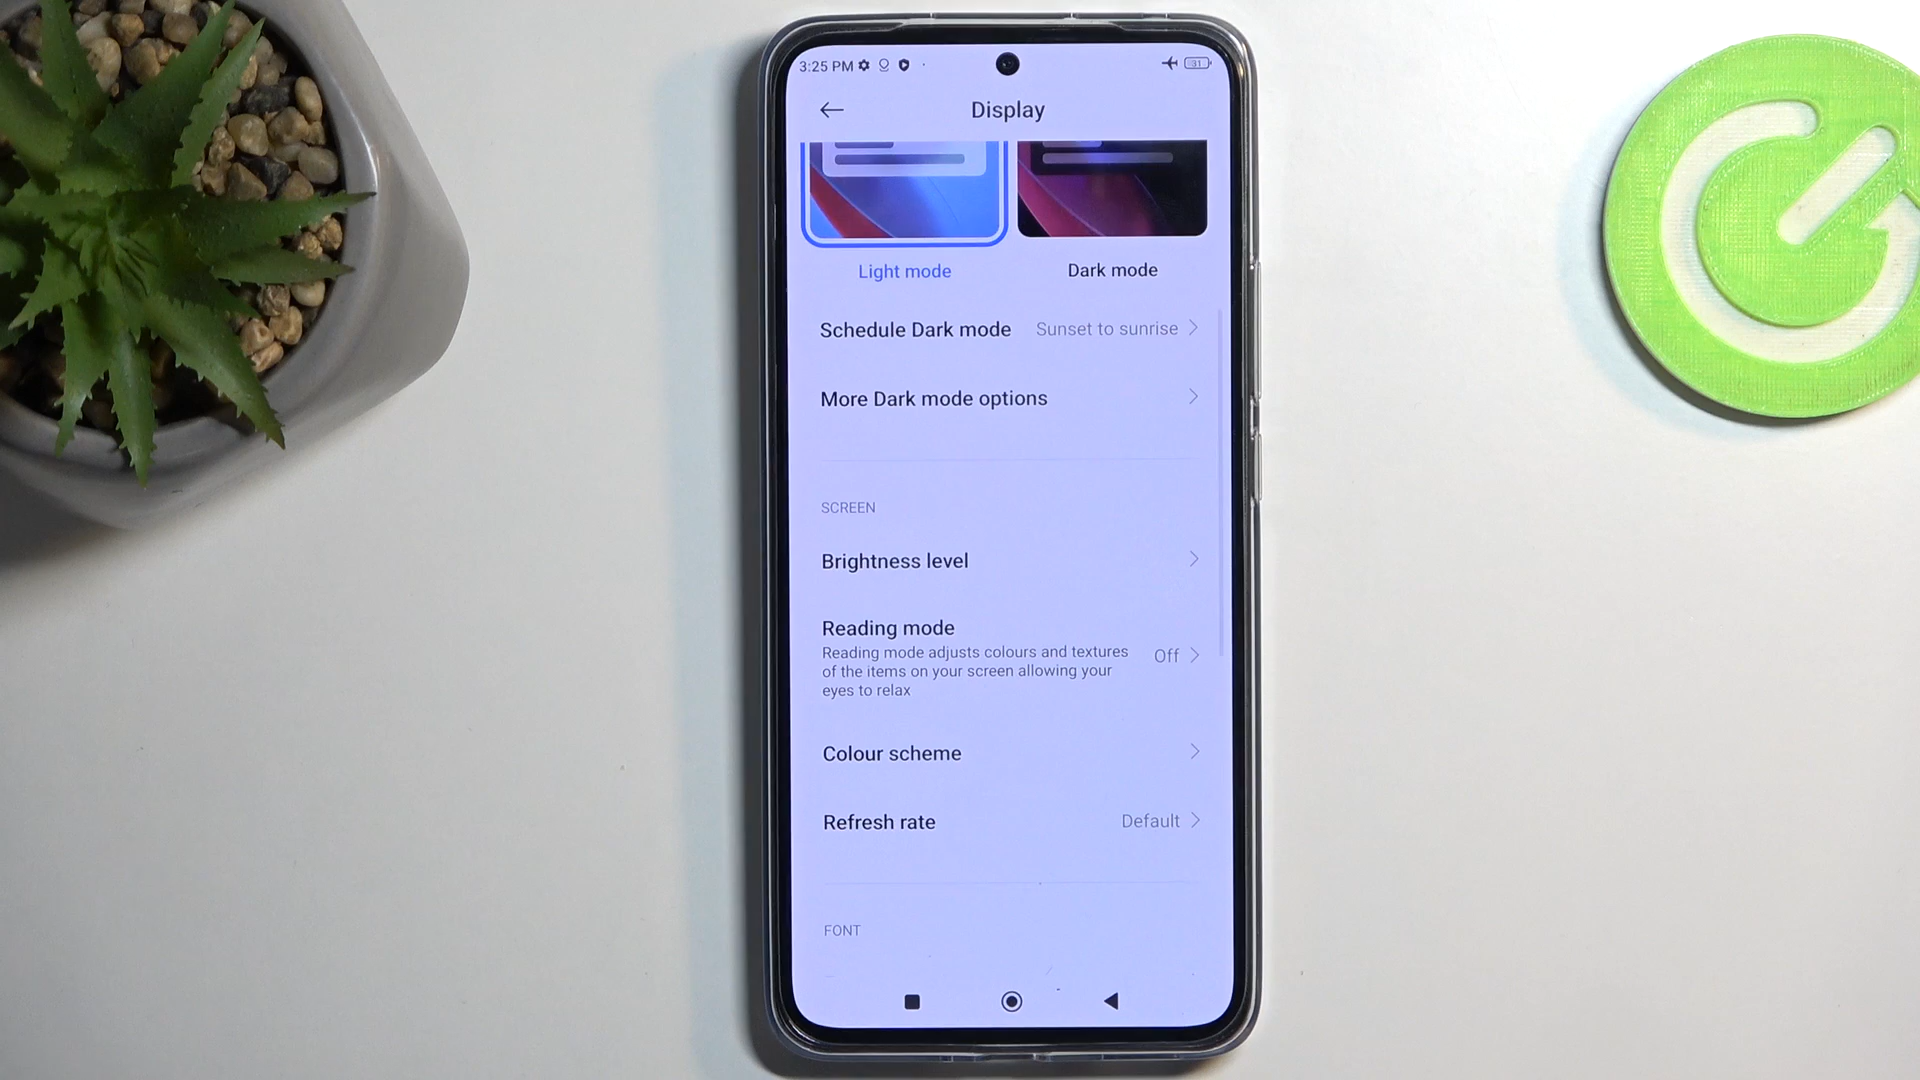 3:25 PM
31
Display
Light mode
Dark mode
Schedule Dark mode
Sunset to sunrise
More Dark mode options
SCREEN
Brightness level
Reading mode
Reading mode adjusts colours and textures
of the items on your screen allowing your
eyes to relax
Off
Colour scheme
Refresh rate
Default
FONT